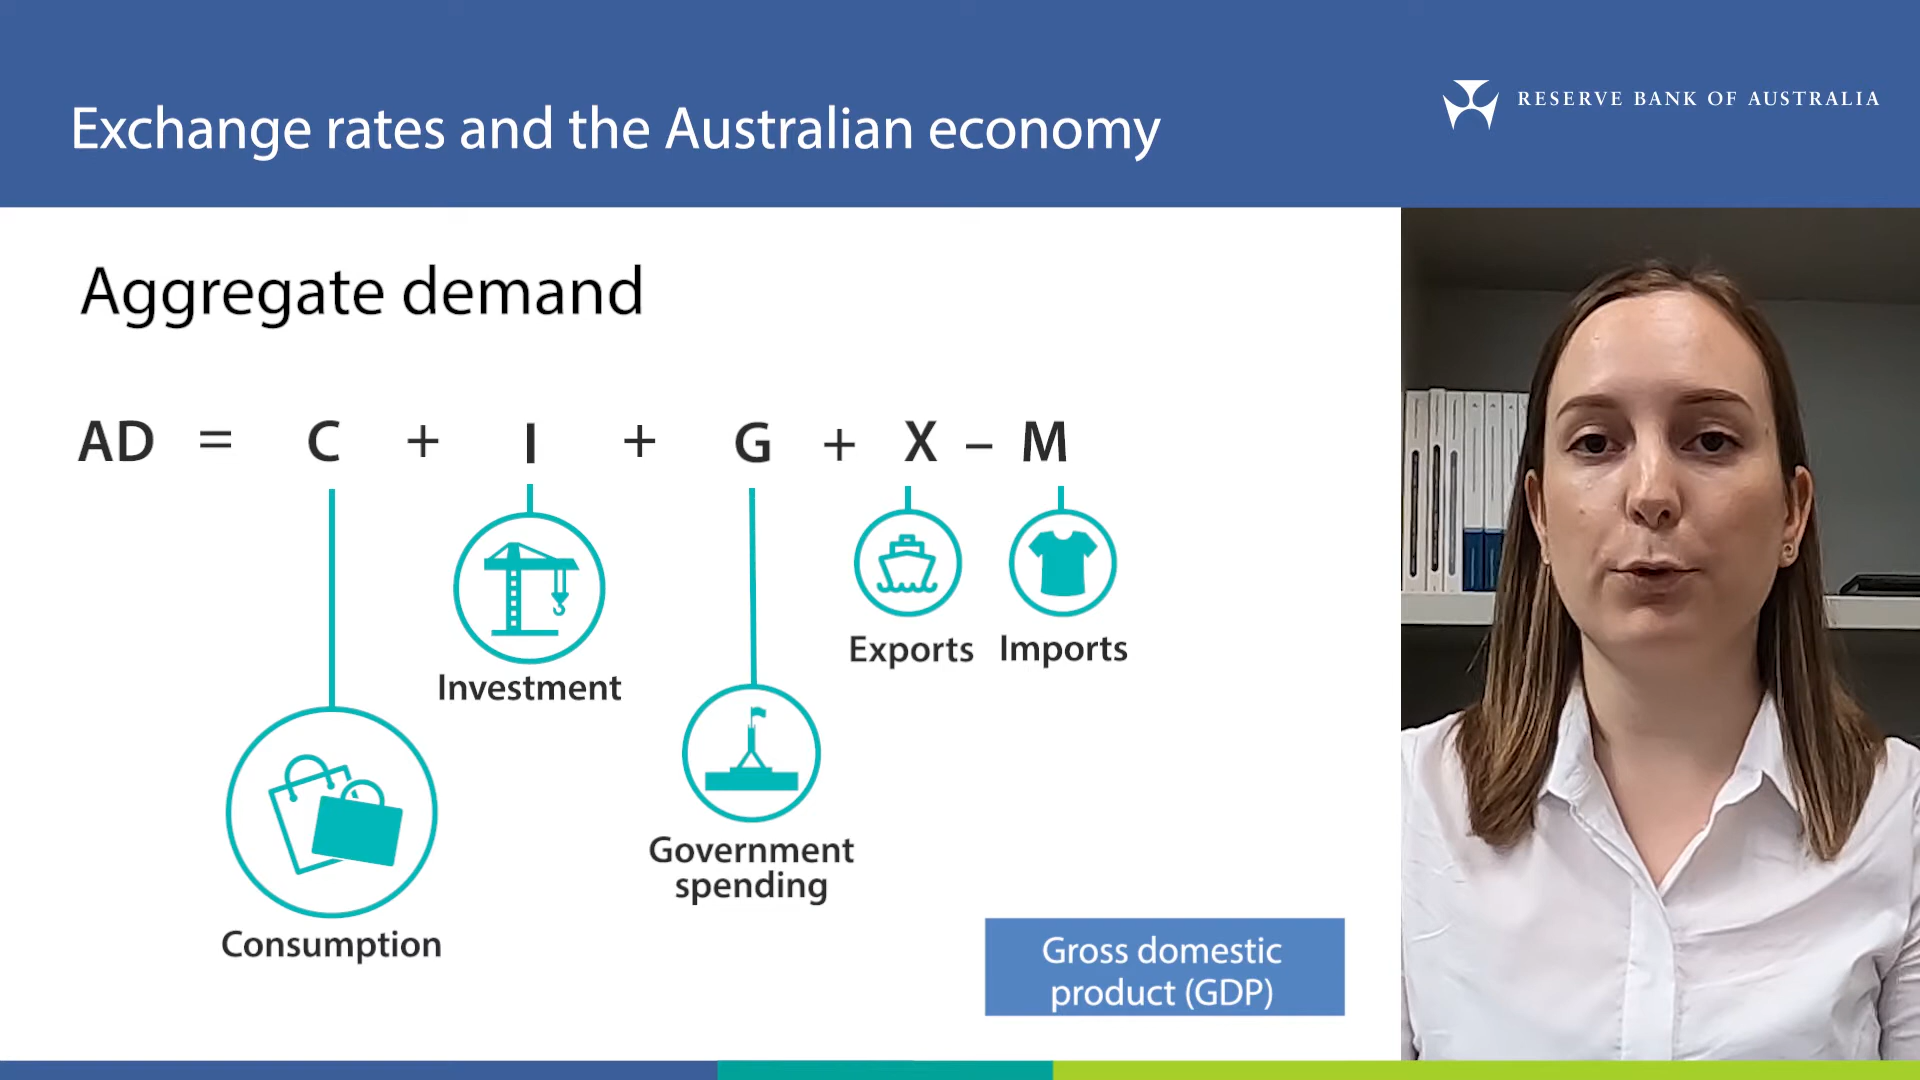 Exchange rates and the Australian economy
RESERVE BANK OF AUSTRALIA
Aggregate demand
AD = C + I + G + X – M
Exports Imports
Investment
Government
spending
Consumption
Gross domestic
product (GDP)